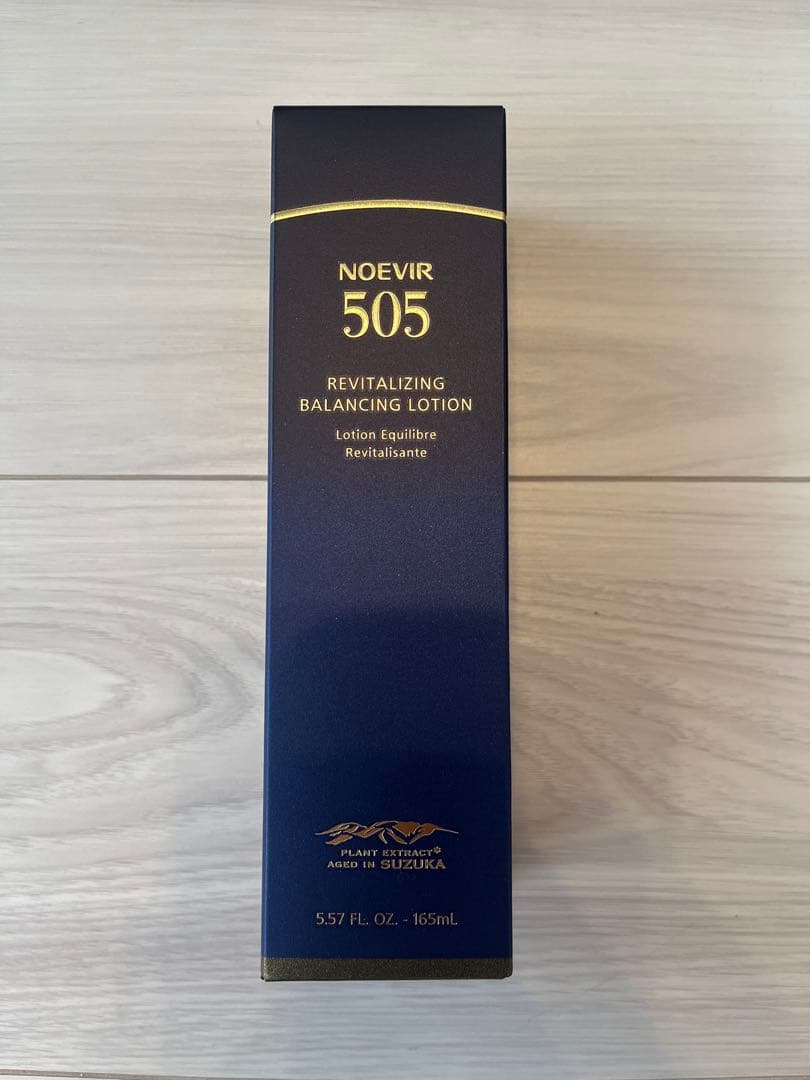 NOEVIR
505
REVITALIZING
BALANCING LOTION
Lotion Equilibre
Revitalisante
PLANT EXTRACT*
AGED IN SUZUKA
5.57 FL. OZ. - 165mL